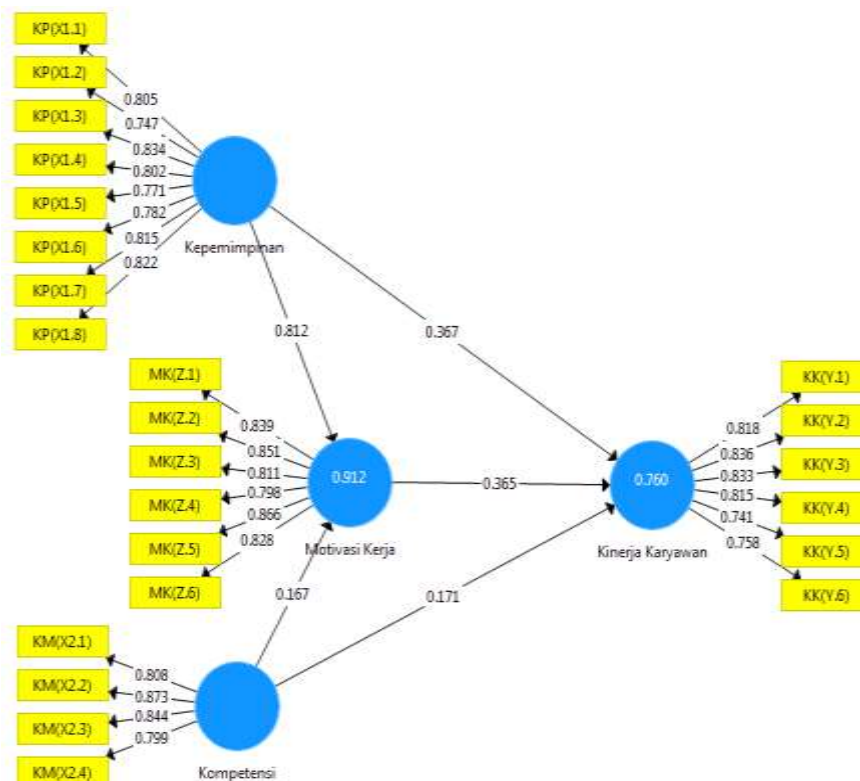 KP(X1.1)
KP(X1.2)
KP(X1.3)
KP(X1.4)
KP(X1.5)
KP(X1.6)
KP(X1.7)
KP(X1.8)
0.805
0.747
0.834
0.802
0.771
0.782
0.815
0.822
Kepemimpinan
0.812
0.367
MK(Z.1)
MK(Z.2)
MK(Z.3)
MK(Z.4)
MK(Z.5)
MK(Z.6)
0.839
0.851
0.811
0.798
0.866
0.828
0.912
Motivasi Kerja
0.365
0.760
Kinerja Karyawan
0.818
0.836
0.833
0.815
0.741
0.758
KK(Y.1)
KK(Y.2)
KK(Y.3)
KK(Y.4)
KK(Y.5)
KK(Y.6)
0.167
0.171
KM(X2.1)
KM(X2.2)
KM(X2.3)
KM(X2.4)
0.808
0.873
0.844
0.799
Kompetensi